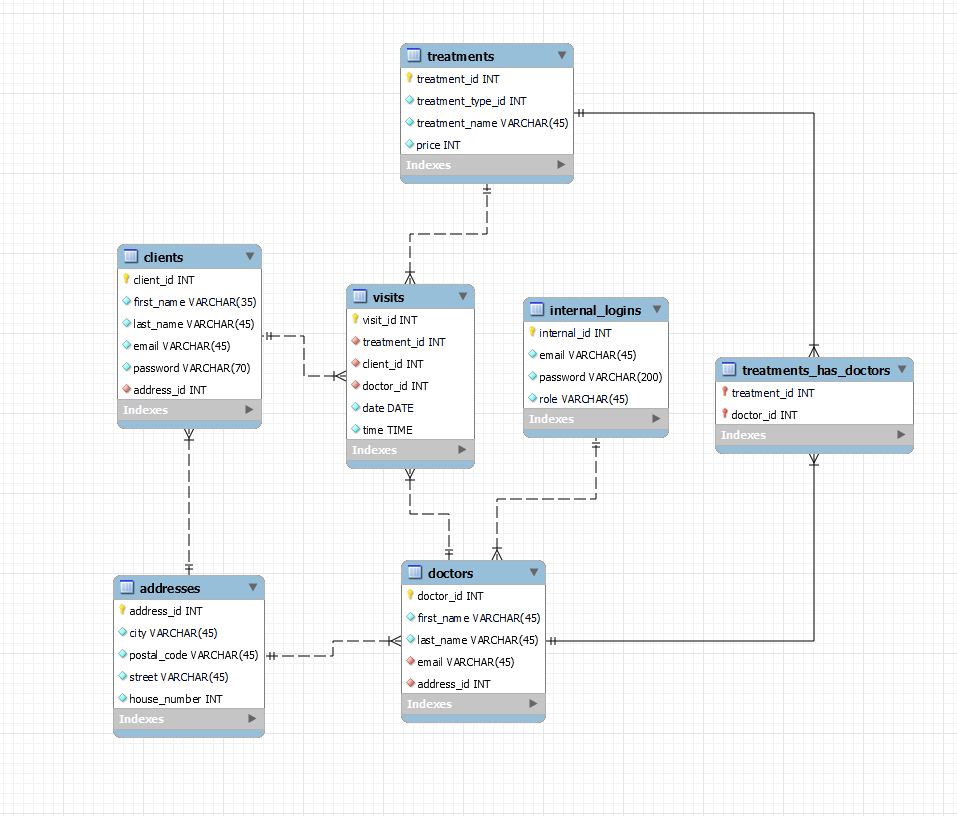 treatments
treatment_id INT
treatment_type_id INT
treatment_name VARCHAR(45)
price INT
Indexes
clients
client_id INT
first_name VARCHAR(35)
last_name VARCHAR(45)
email VARCHAR(45)
password VARCHAR(70)
address_id INT
Indexes
visits
visit_id INT
treatment_id INT
client_id INT
doctor_id INT
date DATE
time TIME
Indexes
internal_logins
internal_id INT
email VARCHAR(45)
password VARCHAR(200)
role VARCHAR(45)
Indexes
treatments_has_doctors
treatment_id INT
doctor_id INT
Indexes
addresses
address_id INT
city VARCHAR(45)
postal_code VARCHAR(45)
street VARCHAR(45)
house_number INT
Indexes
doctors
doctor_id INT
first_name VARCHAR(45)
last_name VARCHAR(45)
email VARCHAR(45)
address_id INT
Indexes